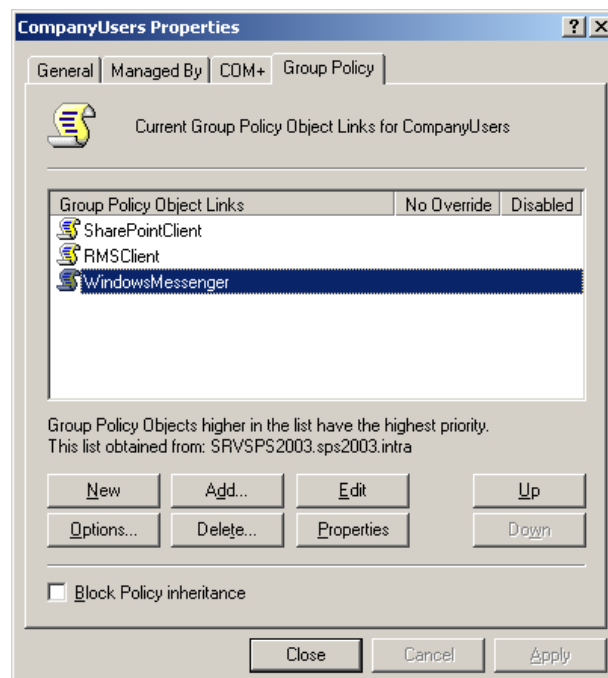 CompanyUsers Properties
General Managed By COM+ Group Policy
Current Group Policy Object Links for CompanyUsers
Group Policy Object Links No Override Disabled
SharePointClient
RMSClient
WindowsMessenger
Group Policy Objects higher in the list have the highest priority.
This list obtained from: SRVSPS2003.sps2003.intra
New Add... Edit Up
Options... Delete... Properties Down
Block Policy inheritance
Close Cancel Apply